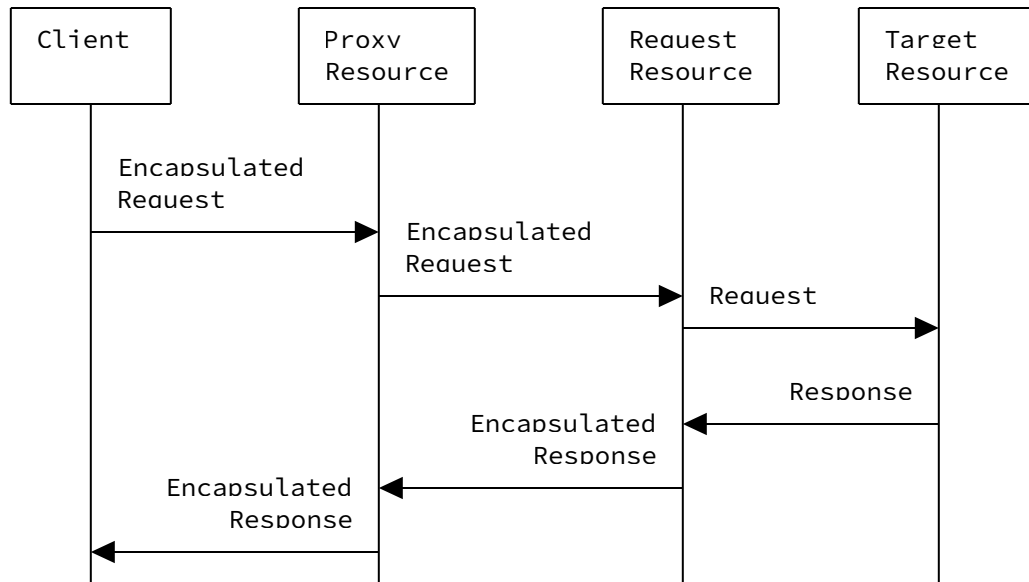 Client
Proxy
Resource
Request
Resource
Target
Resource
Encapsulated
Request
Encapsulated
Request
Request
Response
Encapsulated
Response
Encapsulated
Response